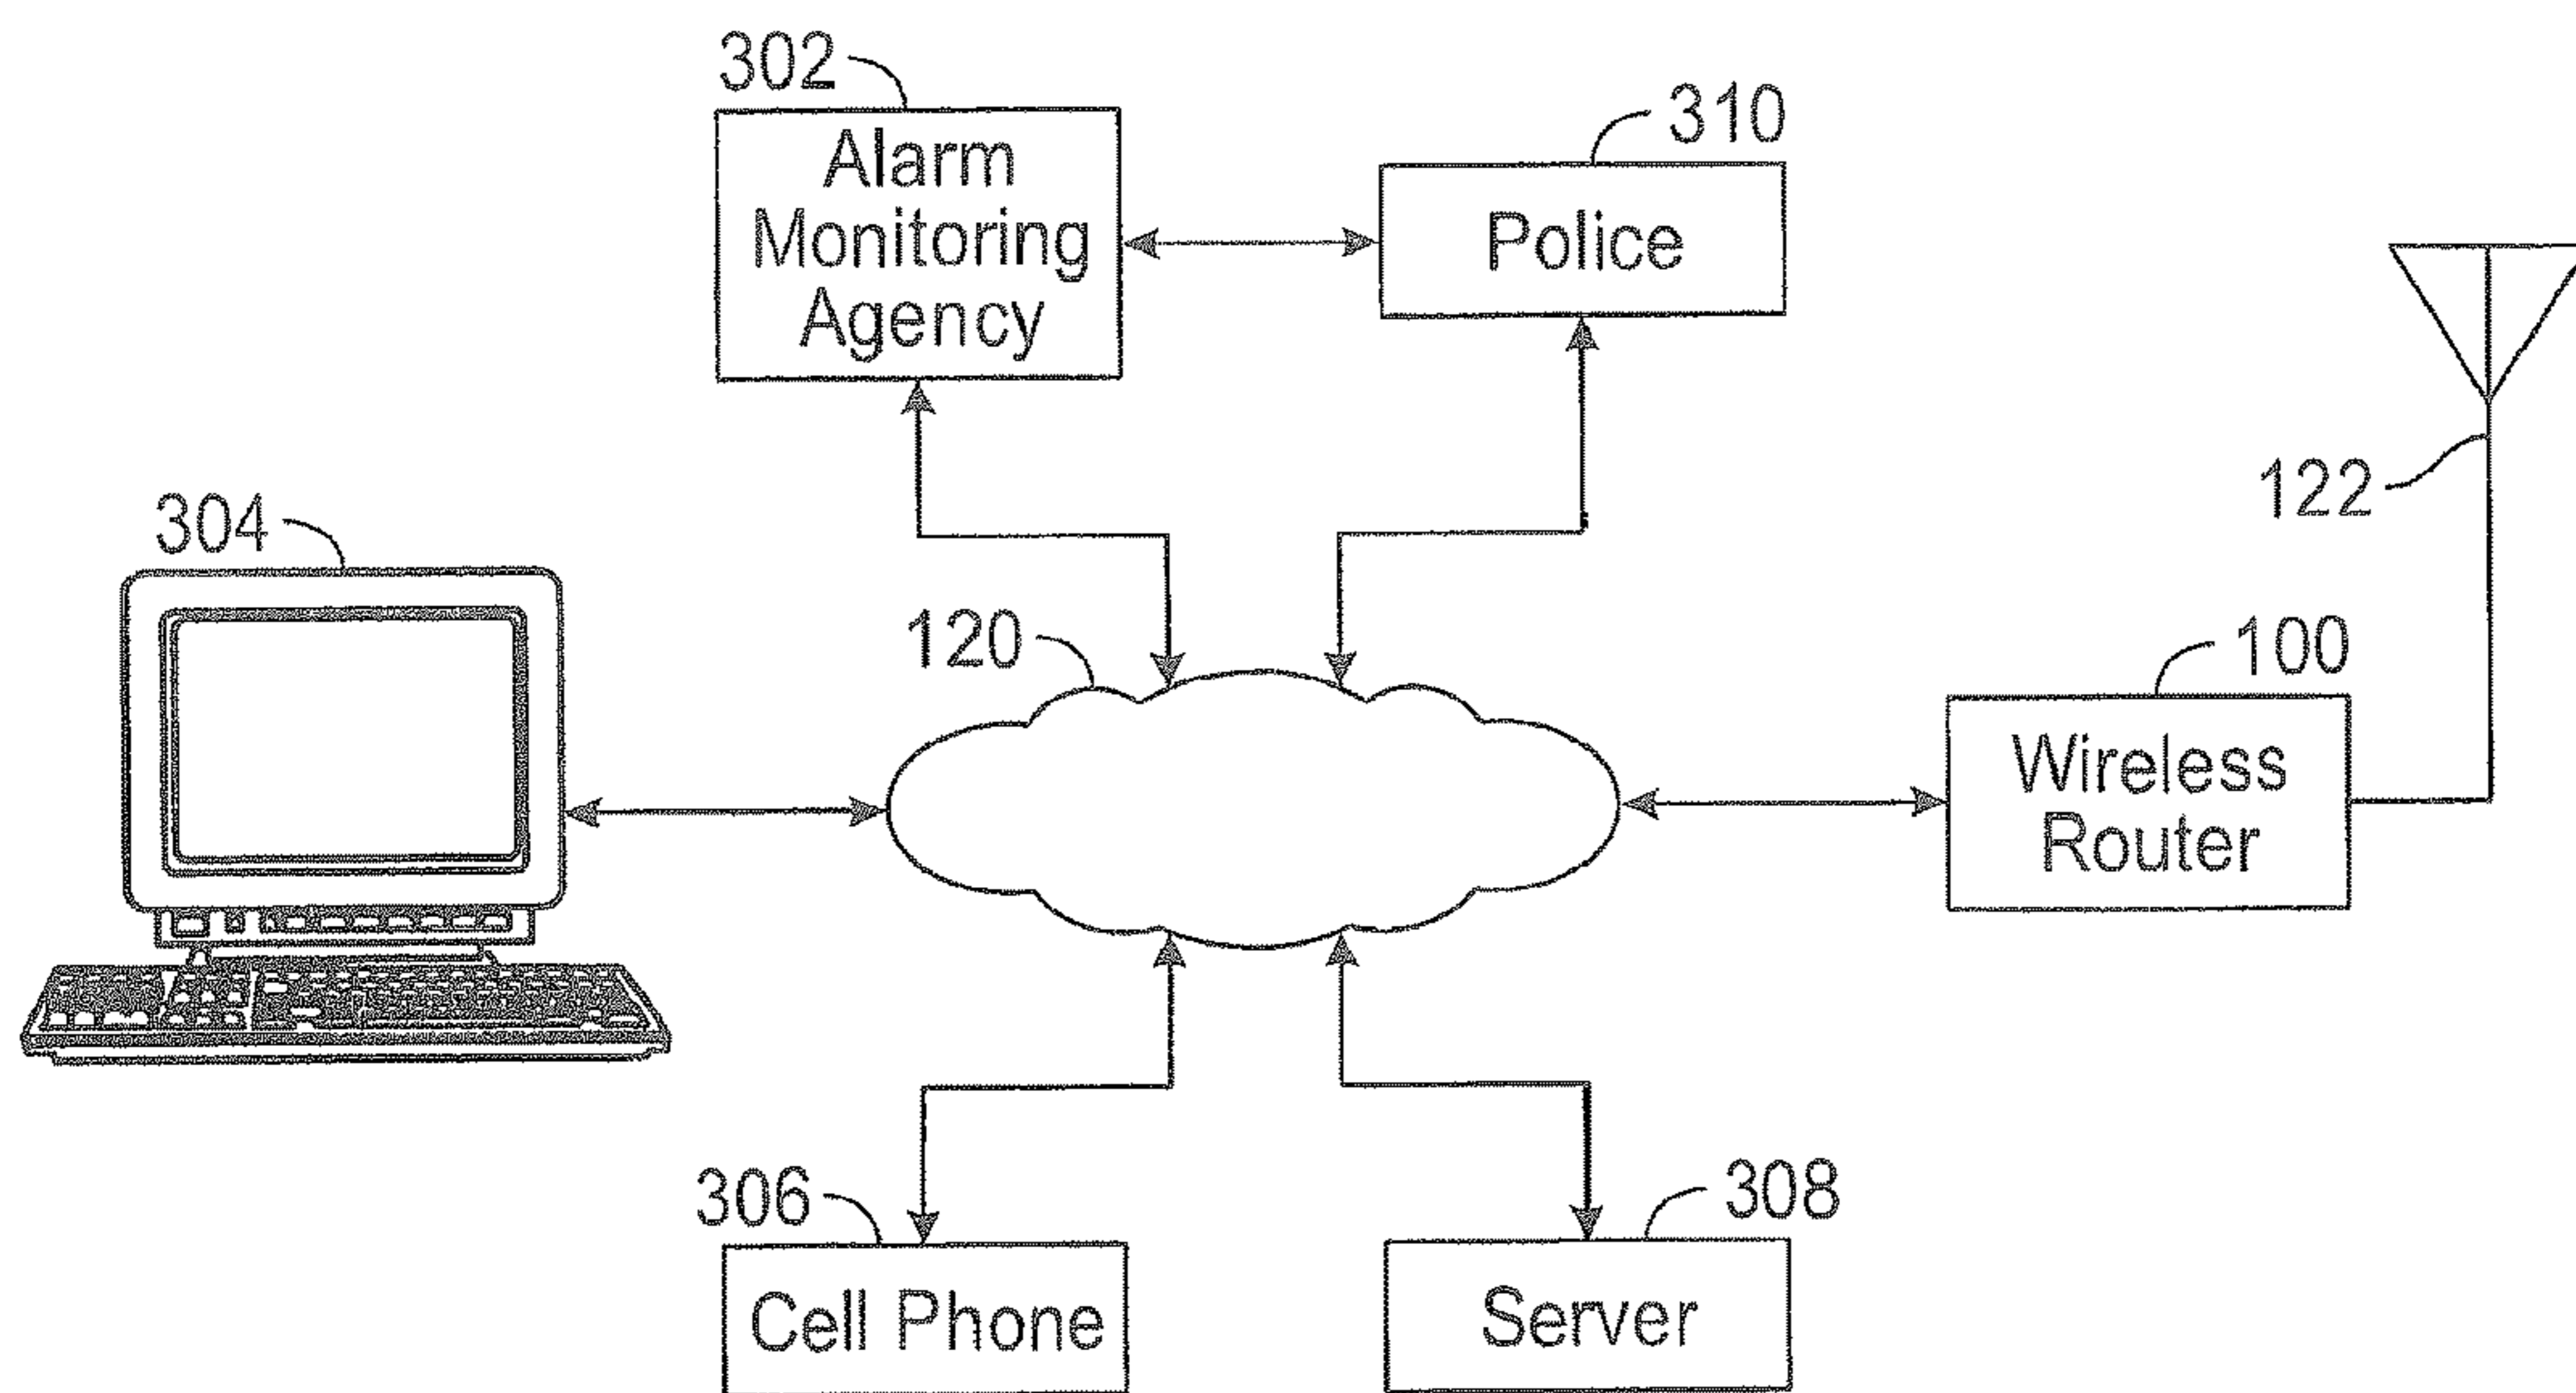 302
Alarm
Monitoring
Agency
310
Police
122
304
120
100
Wireless
Router
306
Cell Phone
308
Server